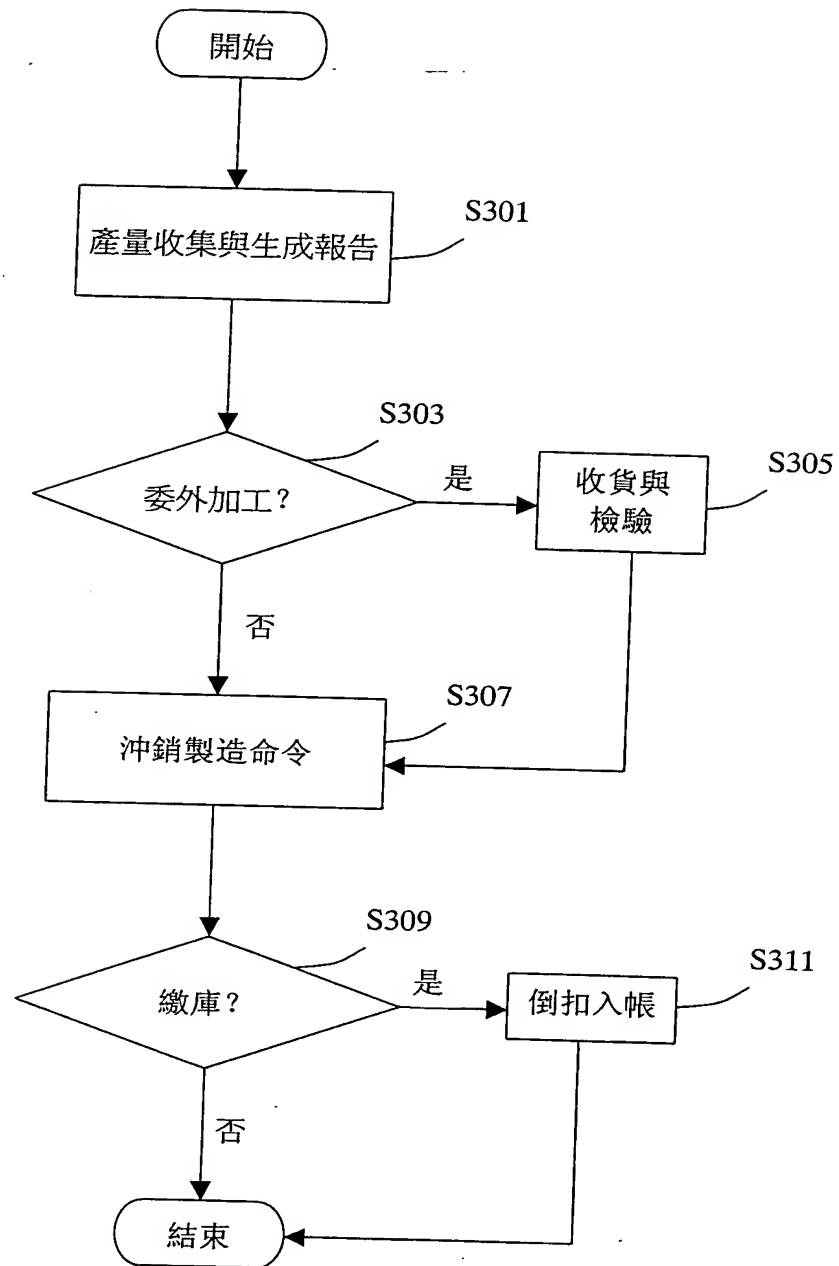 開始
S301
產量收集與生成報告
S303
委外加工?
是
S305
收貨與
檢驗
否
S307
沖銷製造命令
S309
繳庫?
是
S311
倒扣入帳
否
結束